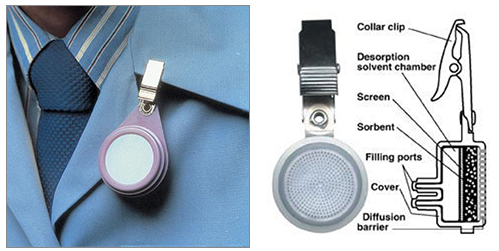 Collar clip
Desorption
solvent chamber
Screen
Sorbent
Filling ports
Cover
Diffusion
barrier